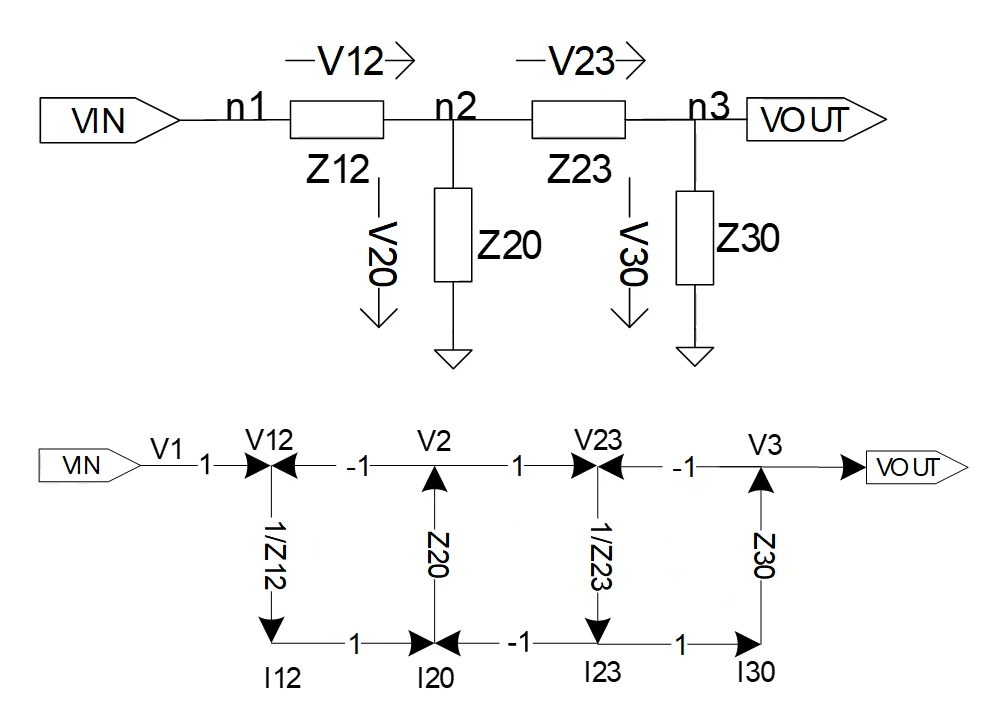 V12 V23
VIN n1 n2 n3 VOUT
Z12 Z23
V20 Z20 V30 Z30
V1 V12 V2 V23 V3
VIN 1 -1 1 -1 VOUT
1/Z12 Z20 1/Z23 Z30
1 -1 1
I12 I20 I23 I30